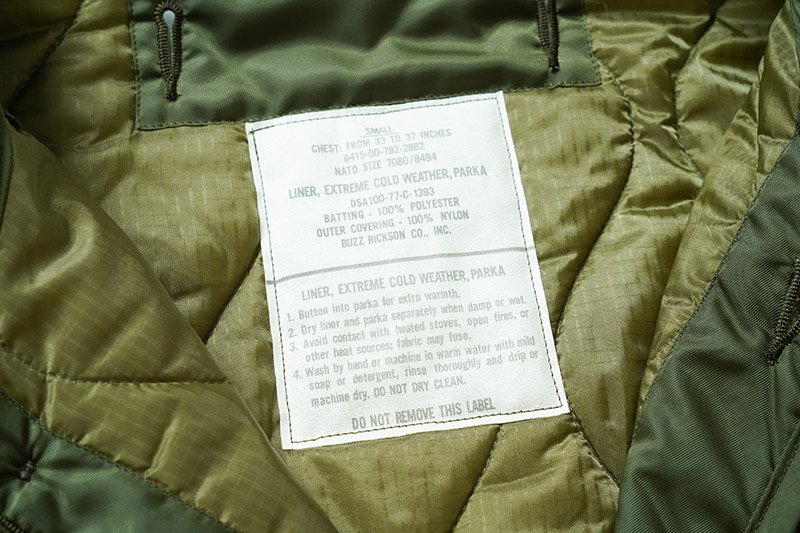 SMALL
CHEST: FROM 33 TO 37 INCHES
8415-00-782-2882
NATO SIZE 7080/8494
LINER, EXTREME COLD WEATHER, PARKA
DSA100-77-C-1393
BATTING - 100% POLYESTER
OUTER COVERING - 100% NYLON
BUZZ RICKSON CO., INC.
LINER, EXTREME COLD WEATHER, PARKA
1. Button into parka for extra warmth.
2. Dry liner and parka separately when damp or wet.
3. Avoid contact with heated stoves, open fires, or
other heat sources; fabric may fuse.
4. Wash by hand or machine in warm water with mild
soap or detergent, rinse thoroughly and drip or
machine dry. DO NOT DRY CLEAN.
DO NOT REMOVE THIS LABEL